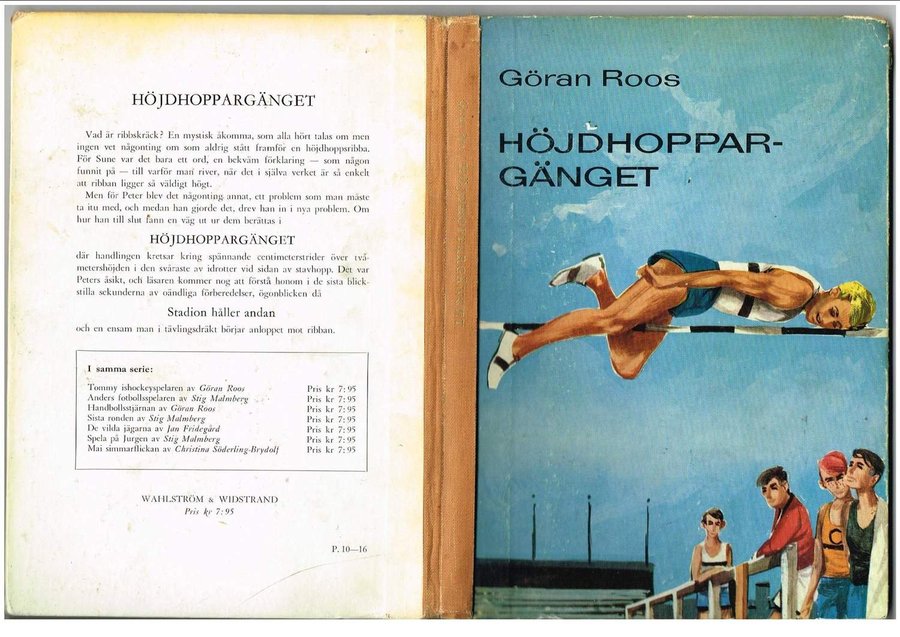 HÖJDHOPPARGÄNGET
Vad är ribbskräck? En mystisk åkomma, som alla hört talas om men
ingen vet någonting om som aldrig stått framför en höjdhoppsribba.
För Sune var det bara ett ord, en bekväm förklaring — som någon
funnit på — till varför man river, när det i själva verket är så enkelt
att ribban ligger så väldigt högt.
Men för Peter blev det någonting annat, ett problem som man måste
ta itu med, och medan han gjorde det, drev han in i nya problem. Om
hur han till slut fann en väg ut ur dem berättas i
HÖJDHOPPARGÄNGET
där handlingen kretsar kring spännande centimeterstrider över två-
metershöjden i den svåraste av idrotter vid sidan av stavhopp. Det var
Peters åsikt, och läsaren kommer nog att förstå honom i de sista blick-
stilla sekunderna av oändliga förberedelser, ögonblicken då
Stadion håller andan
och en ensam man i tävlingsdräkt börjar anloppet mot ribban.
I samma serie:
Tommy ishockeyspelaren av Göran Roos Pris kr 7:95
Anders fotbollsspelaren av Stig Malmberg Pris kr 7:95
Handbollsstjärnan av Göran Roos Pris kr 7:95
Sista ronden av Stig Malmberg Pris kr 7:95
De vilda jägarna av Jan Fridegård Pris kr 7:95
Spela på Jurgen av Stig Malmberg Pris kr 7:95
Mai simmarflickan av Christina Söderling-Brydolf Pris kr 7:95
WAHLSTRÖM & WIDSTRAND
Pris kr 7:95
P. 10—16
Göran Roos
HÖJDHOPPAR-
GÄNGET
C